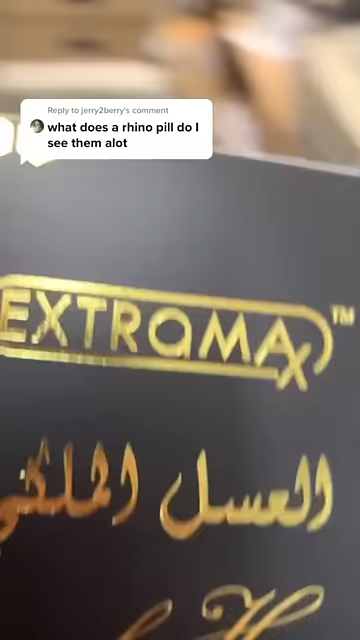 Reply to jerry2berry's comment
what does a rhino pill do I
see them alot
EXTRAMAX™
العسل الملكي